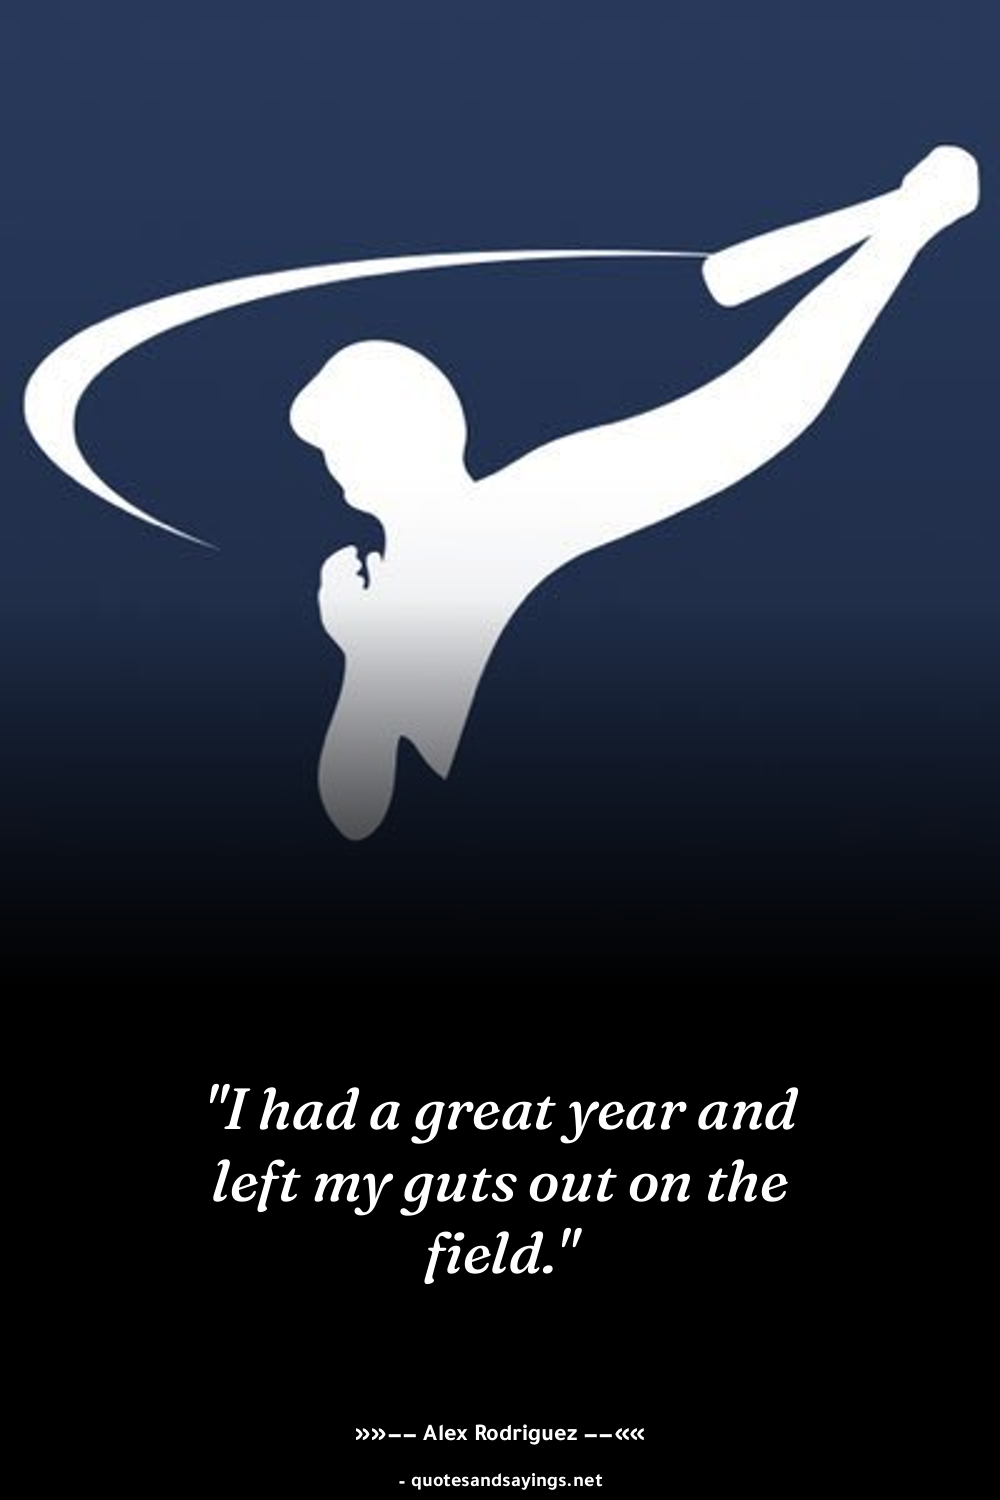 "I had a great year and
left my guts out on the
field."
»»−− Alex Rodriguez −−««
- quotesandsayings.net